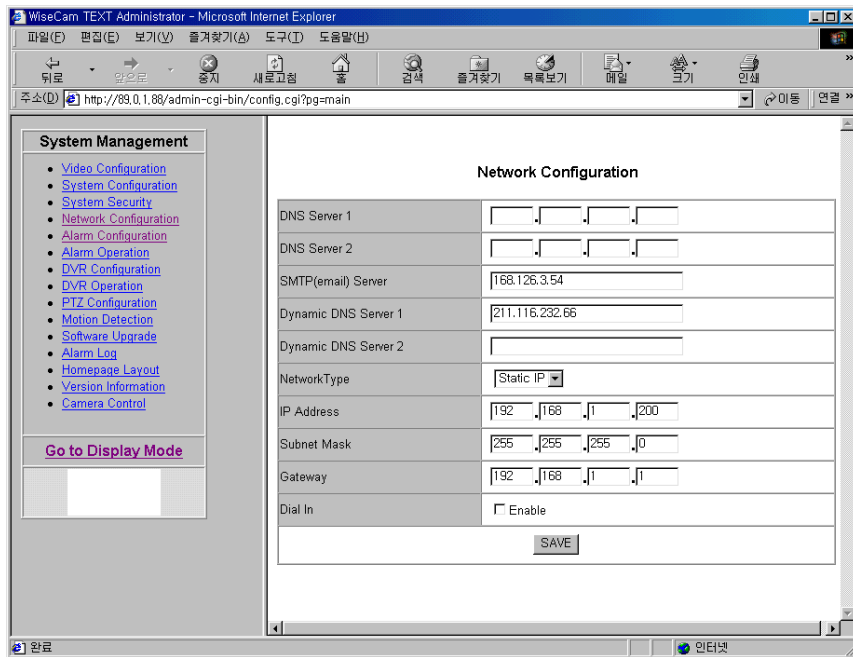 WiseCam TEXT Administrator - Microsoft Internet Explorer
파일(F) 편집(E) 보기(V) 즐겨찾기(A) 도구(T) 도움말(H)
뒤로 앞으로 중지 새로고침 홈 검색 즐겨찾기 목록보기 메일 크기 인쇄 »
주소(D) http://89.0.1.88/admin-cgi-bin/config.cgi?pg=main 이동 연결 »
System Management
Video Configuration
System Configuration
System Security
Network Configuration
Alarm Configuration
Alarm Operation
DVR Configuration
DVR Operation
PTZ Configuration
Motion Detection
Software Upgrade
Alarm Log
Homepage Layout
Version Information
Camera Control
Go to Display Mode
Network Configuration
DNS Server 1 . . .
DNS Server 2 . . .
SMTP(email) Server 168.126.3.54
Dynamic DNS Server 1 211.116.232.66
Dynamic DNS Server 2
NetworkType Static IP
IP Address 192 . 168 . 1 . 200
Subnet Mask 255 . 255 . 255 . 0
Gateway 192 . 168 . 1 . 1
Dial In Enable
SAVE
완료 인터넷